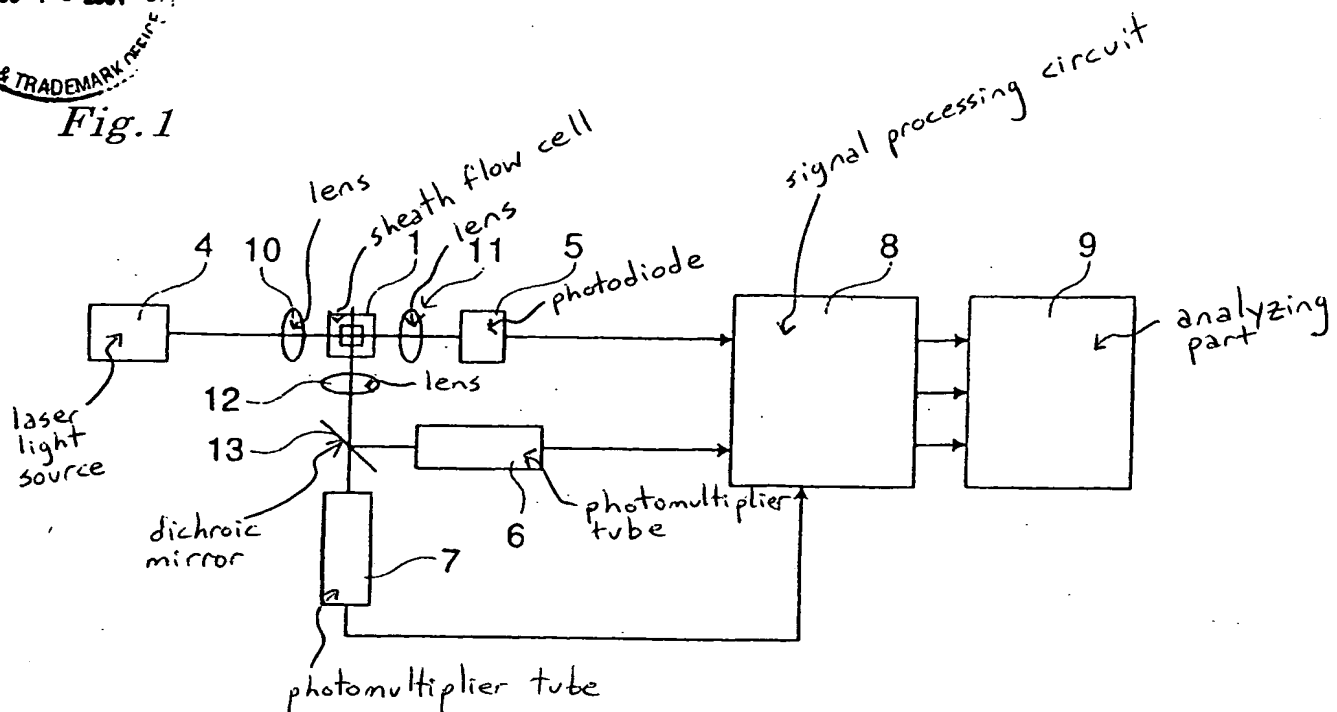 & TRADEMARK OFFICE
Fig. 1
signal processing circuit
lens
sheath flow cell
lens
4
10
1
11
5
photodiode
8
9
analyzing
part
laser
light
source
12
lens
13
6
photomultiplier
tube
dichroic
mirror
7
photomultiplier tube